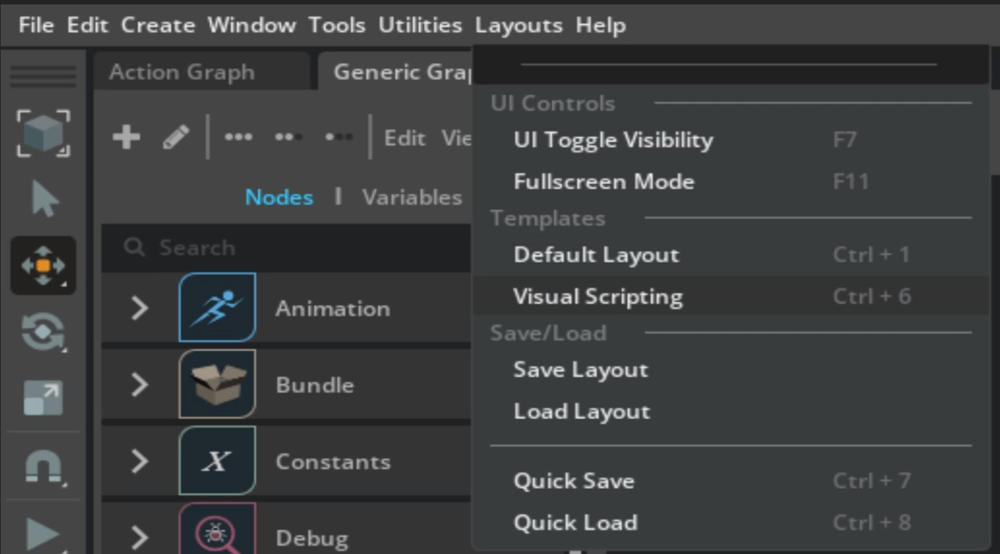 File Edit Create Window Tools Utilities Layouts Help
Action Graph Generic
UI Controls
Edit
UI Toggle Visibility F7
Fullscreen Mode F11
Nodes | Variables
Templates
Search
Default Layout Ctrl + 1
Visual Scripting Ctrl + 6
Animation
Save/Load
Save Layout
Bundle
Load Layout
Constants
X
Quick Save Ctrl + 7
Quick Load Ctrl + 8
Debug